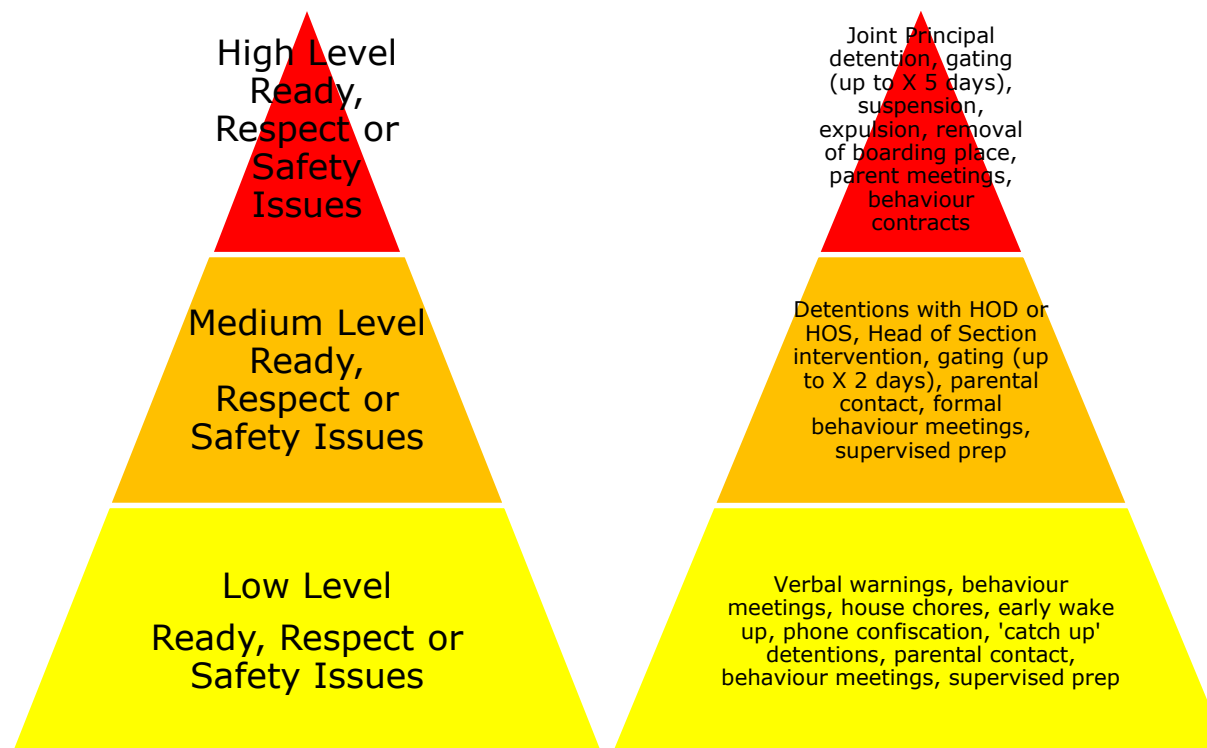 High Level
Ready,
Respect or
Safety
Issues
Medium Level
Ready,
Respect or
Safety Issues
Low Level
Ready, Respect or
Safety Issues
Joint Principal
detention, gating
(up to X 5 days),
suspension,
expulsion, removal
of boarding place,
parent meetings,
behaviour
contracts
Detentions with HOD or
HOS, Head of Section
intervention, gating (up
to X 2 days), parental
contact, formal
behaviour meetings,
supervised prep
Verbal warnings, behaviour
meetings, house chores, early wake
up, phone confiscation, 'catch up'
detentions, parental contact,
behaviour meetings, supervised prep